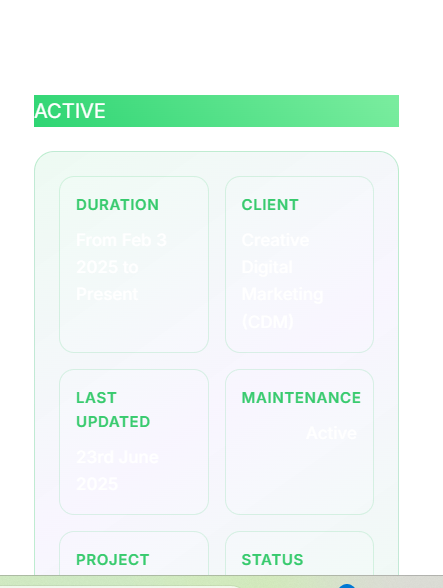 ACTIVE
DURATION
From Feb 3
2025 to
Present
CLIENT
Creative
Digital
Marketing
(CDM)
LAST
UPDATED
23rd June
2025
MAINTENANCE
Active
PROJECT
STATUS